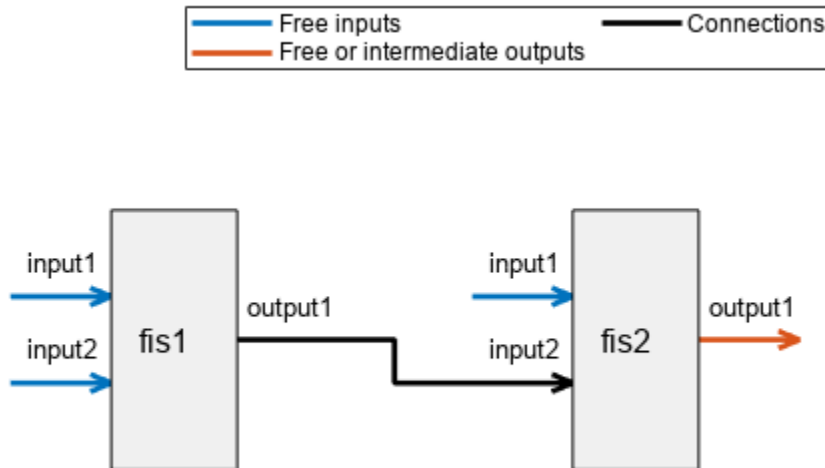 Free inputs
Connections
Free or intermediate outputs
input1
input1
output1
output1
fis1
fis2
input2
input2